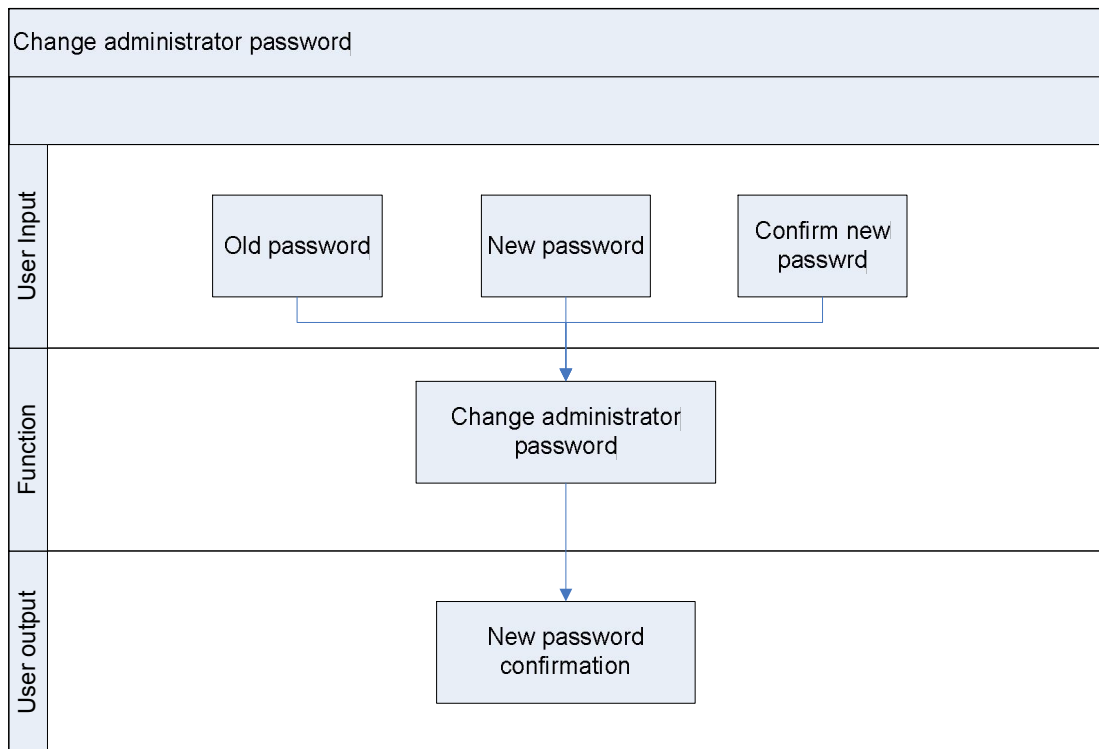 Change administrator password
User Input
Old password
New password
Confirm new
passwrd
Function
Change administrator
password
User output
New password
confirmation